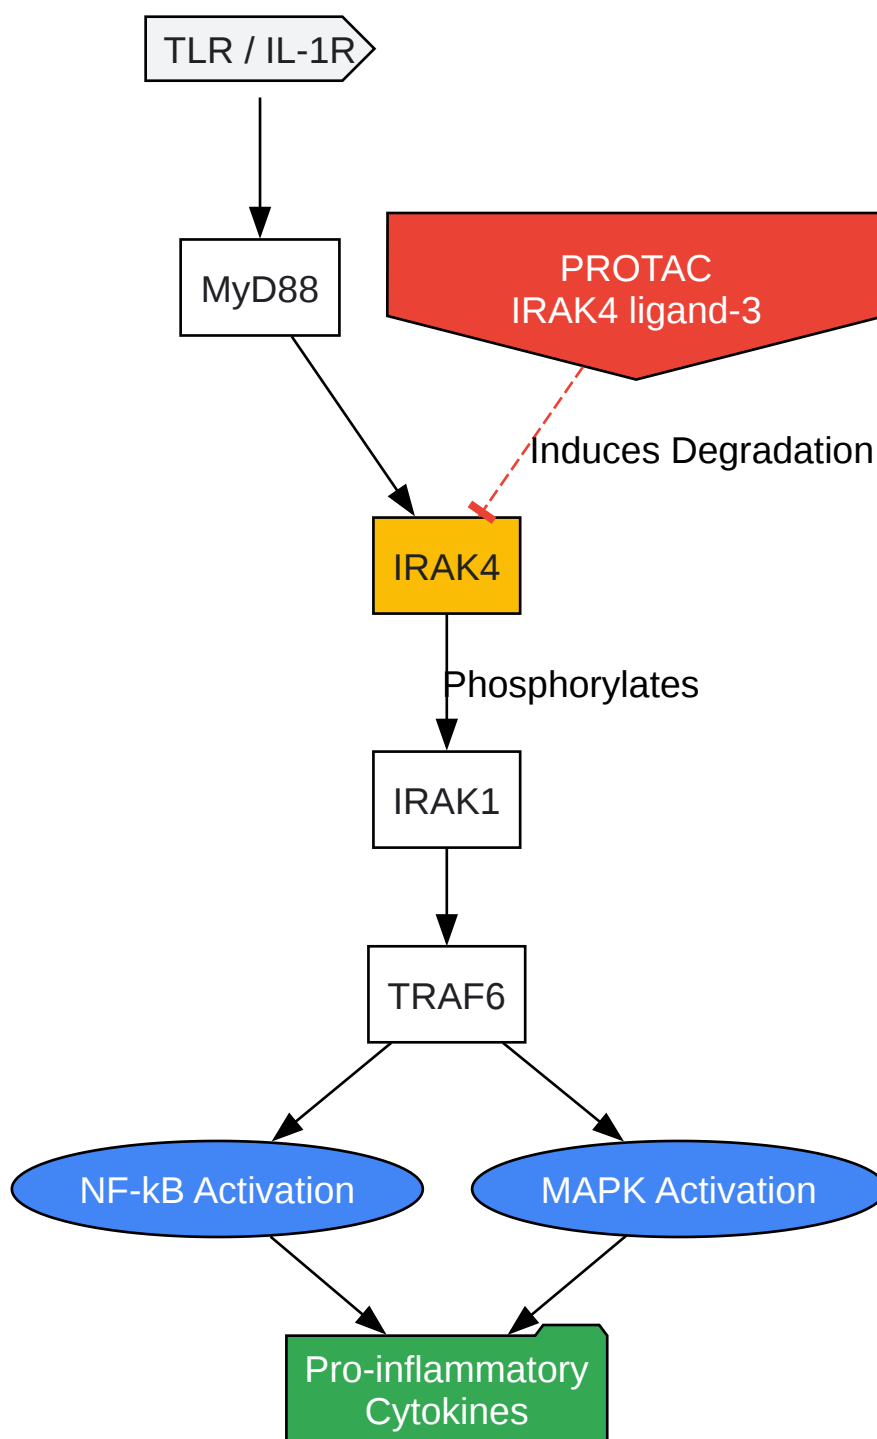 TLR / IL-1R
MyD88
PROTAC
IRAK4 ligand-3
Induces Degradation
IRAK4
Phosphorylates
IRAK1
TRAF6
NF-kB Activation
MAPK Activation
Pro-inflammatory
Cytokines